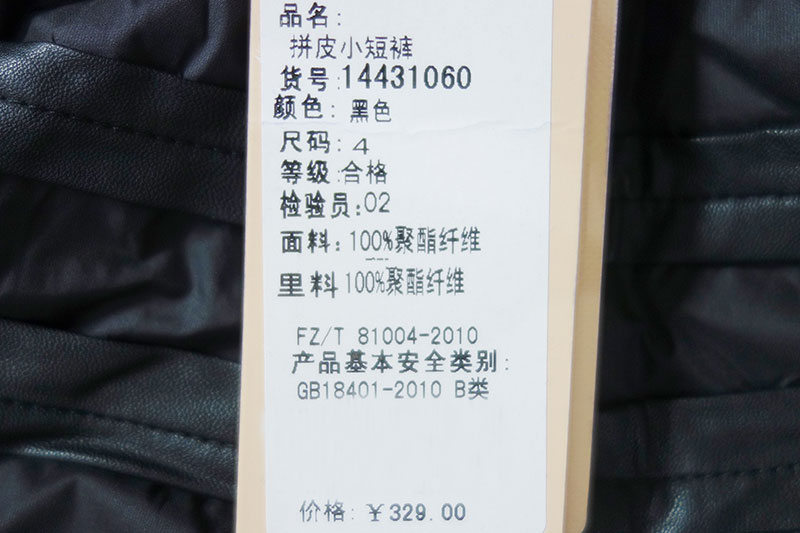 品名:
拼皮小短裤
货号:14431060
颜色: 黑色
尺码: 4
等级:合格
检验员:02
面料: 100%聚酯纤维
里料 100%聚酯纤维
FZ/T 81004-2010
产品基本安全类别:
GB18401-2010 B类
价格: ¥329.00